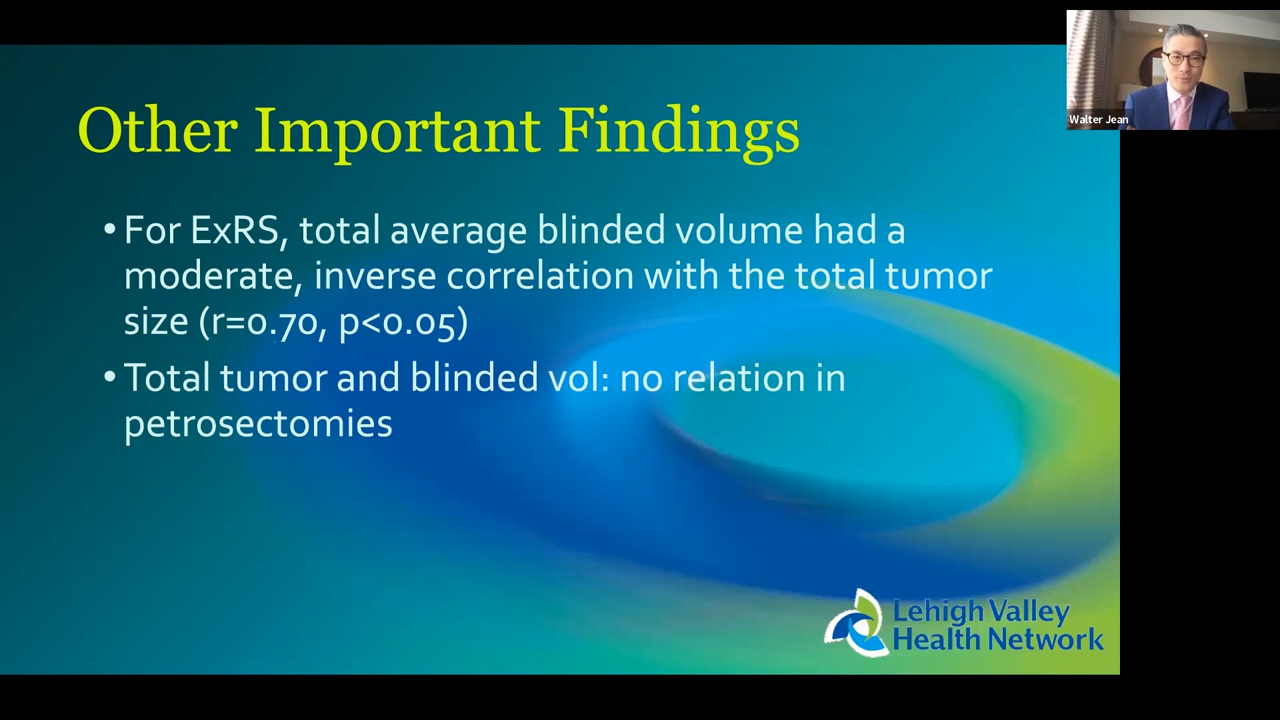 Walter Jean
Other Important Findings
• For ExRS, total average blinded volume had a
moderate, inverse correlation with the total tumor
size (r=0.70, p<0.05)
• Total tumor and blinded vol: no relation in
petrosectomies
Lehigh Valley
Health Network